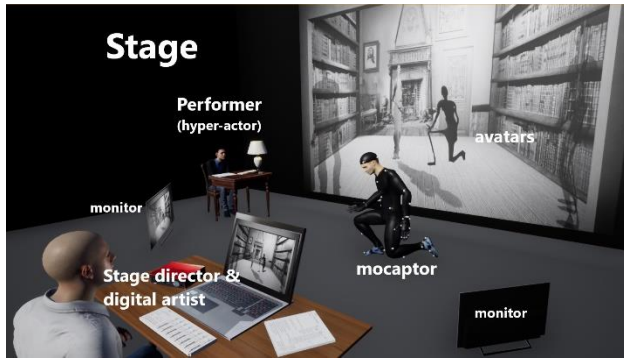 Stage
Performer
(hyper-actor)
avatars
monitor
mocaptor
Stage director &
digital artist
monitor